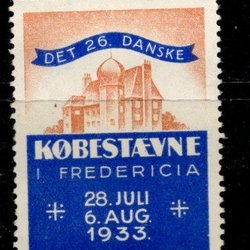 DET 26. DANSKE
KØBESTÆVNE
I FREDERICIA
28. JULI
6. AUG.
1933